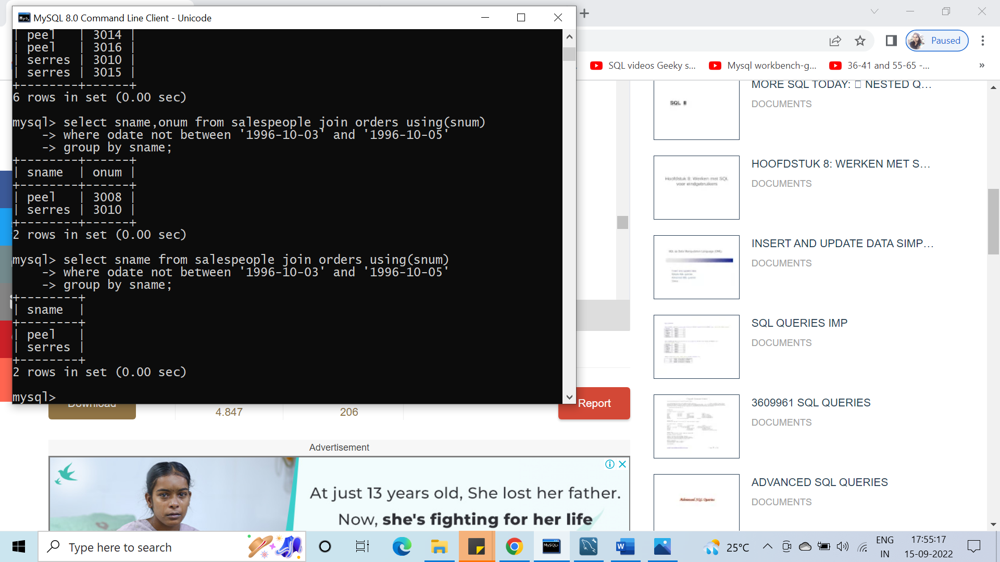 MySQL 8.0 Command Line Client - Unicode
| peel   | 3014 |
| peel   | 3016 |
| serres | 3010 |
| serres | 3015 |
+--------+------+
6 rows in set (0.00 sec)
mysql> select sname,onum from salespeople join orders using(snum)
    -> where odate not between '1996-10-03' and '1996-10-05'
    -> group by sname;
+--------+------+
| sname  | onum |
+--------+------+
| peel   | 3008 |
| serres | 3010 |
+--------+------+
2 rows in set (0.00 sec)
mysql> select sname from salespeople join orders using(snum)
    -> where odate not between '1996-10-03' and '1996-10-05'
    -> group by sname;
+--------+
| sname  |
+--------+
| peel   |
| serres |
+--------+
2 rows in set (0.00 sec)
mysql>
Paused
SQL videos Geeky s...
Mysql workbench-g...
36-41 and 55-65 -...
»
MORE SQL TODAY: NESTED Q...
DOCUMENTS
SQL II
HOOFDSTUK 8: WERKEN MET S...
DOCUMENTS
Hoofdstuk 8: Werken met SQL
voor eindgebruikers
INSERT AND UPDATE DATA SIMP...
DOCUMENTS
SQL QUERIES IMP
DOCUMENTS
3609961 SQL QUERIES
DOCUMENTS
ADVANCED SQL QUERIES
DOCUMENTS
Advanced SQL Queries
Download
4.847
206
Report
Advertisement
At just 13 years old, She lost her father.
Now, she's fighting for her life
Type here to search
MySQL>
W
25°C
ENG
IN
17:55:17
15-09-2022